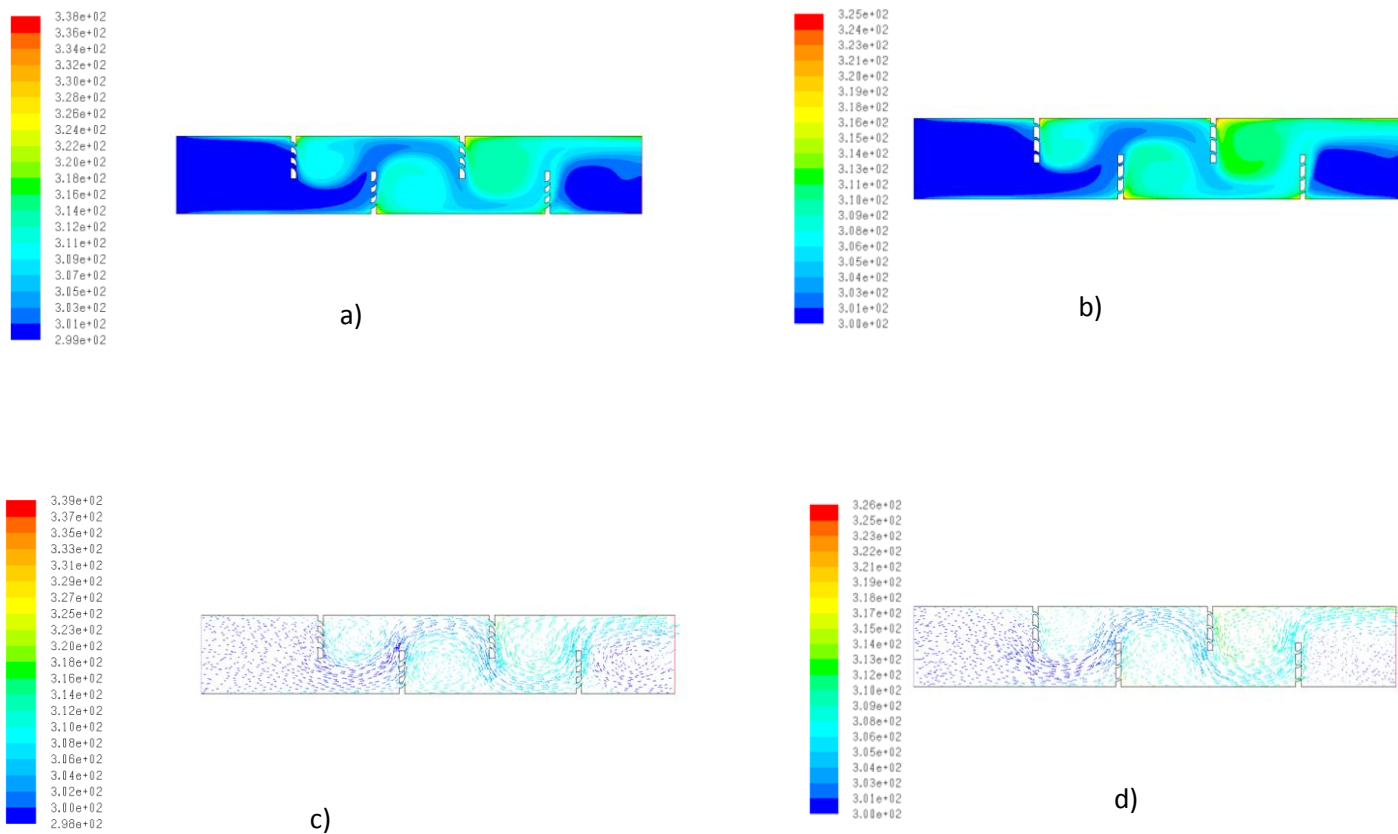 3.38e+02
3.36e+02
3.34e+02
3.32e+02
3.30e+02
3.28e+02
3.26e+02
3.24e+02
3.22e+02
3.20e+02
3.18e+02
3.16e+02
3.14e+02
3.12e+02
3.11e+02
3.09e+02
3.07e+02
3.05e+02
3.03e+02
3.01e+02
2.99e+02
a)
3.25e+02
3.24e+02
3.23e+02
3.21e+02
3.20e+02
3.19e+02
3.18e+02
3.16e+02
3.15e+02
3.14e+02
3.13e+02
3.11e+02
3.10e+02
3.09e+02
3.08e+02
3.06e+02
3.05e+02
3.04e+02
3.03e+02
3.01e+02
3.00e+02
b)
3.39e+02
3.37e+02
3.35e+02
3.33e+02
3.31e+02
3.29e+02
3.27e+02
3.25e+02
3.23e+02
3.20e+02
3.18e+02
3.16e+02
3.14e+02
3.12e+02
3.10e+02
3.08e+02
3.06e+02
3.04e+02
3.02e+02
3.00e+02
2.98e+02
c)
3.26e+02
3.25e+02
3.23e+02
3.22e+02
3.21e+02
3.19e+02
3.18e+02
3.17e+02
3.15e+02
3.14e+02
3.13e+02
3.12e+02
3.10e+02
3.09e+02
3.08e+02
3.06e+02
3.05e+02
3.04e+02
3.03e+02
3.01e+02
3.00e+02
d)